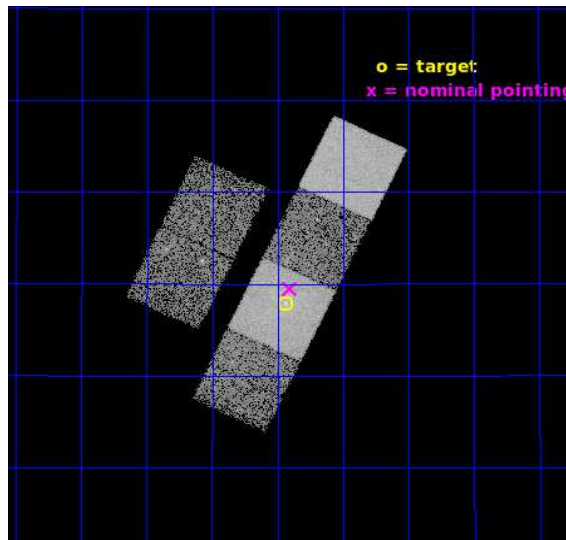 o = target
x = nominal pointing